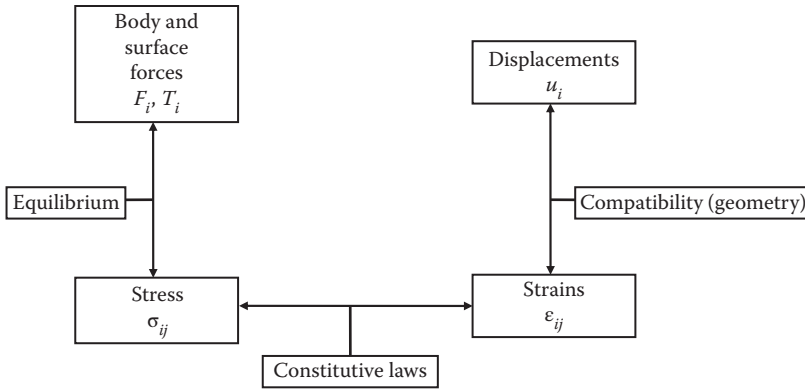 Body and
surface
forces
F_i, T_i
Displacements
u_i
Equilibrium
Compatibility (geometry)
Stress
σ_ij
Strains
ε_ij
Constitutive laws